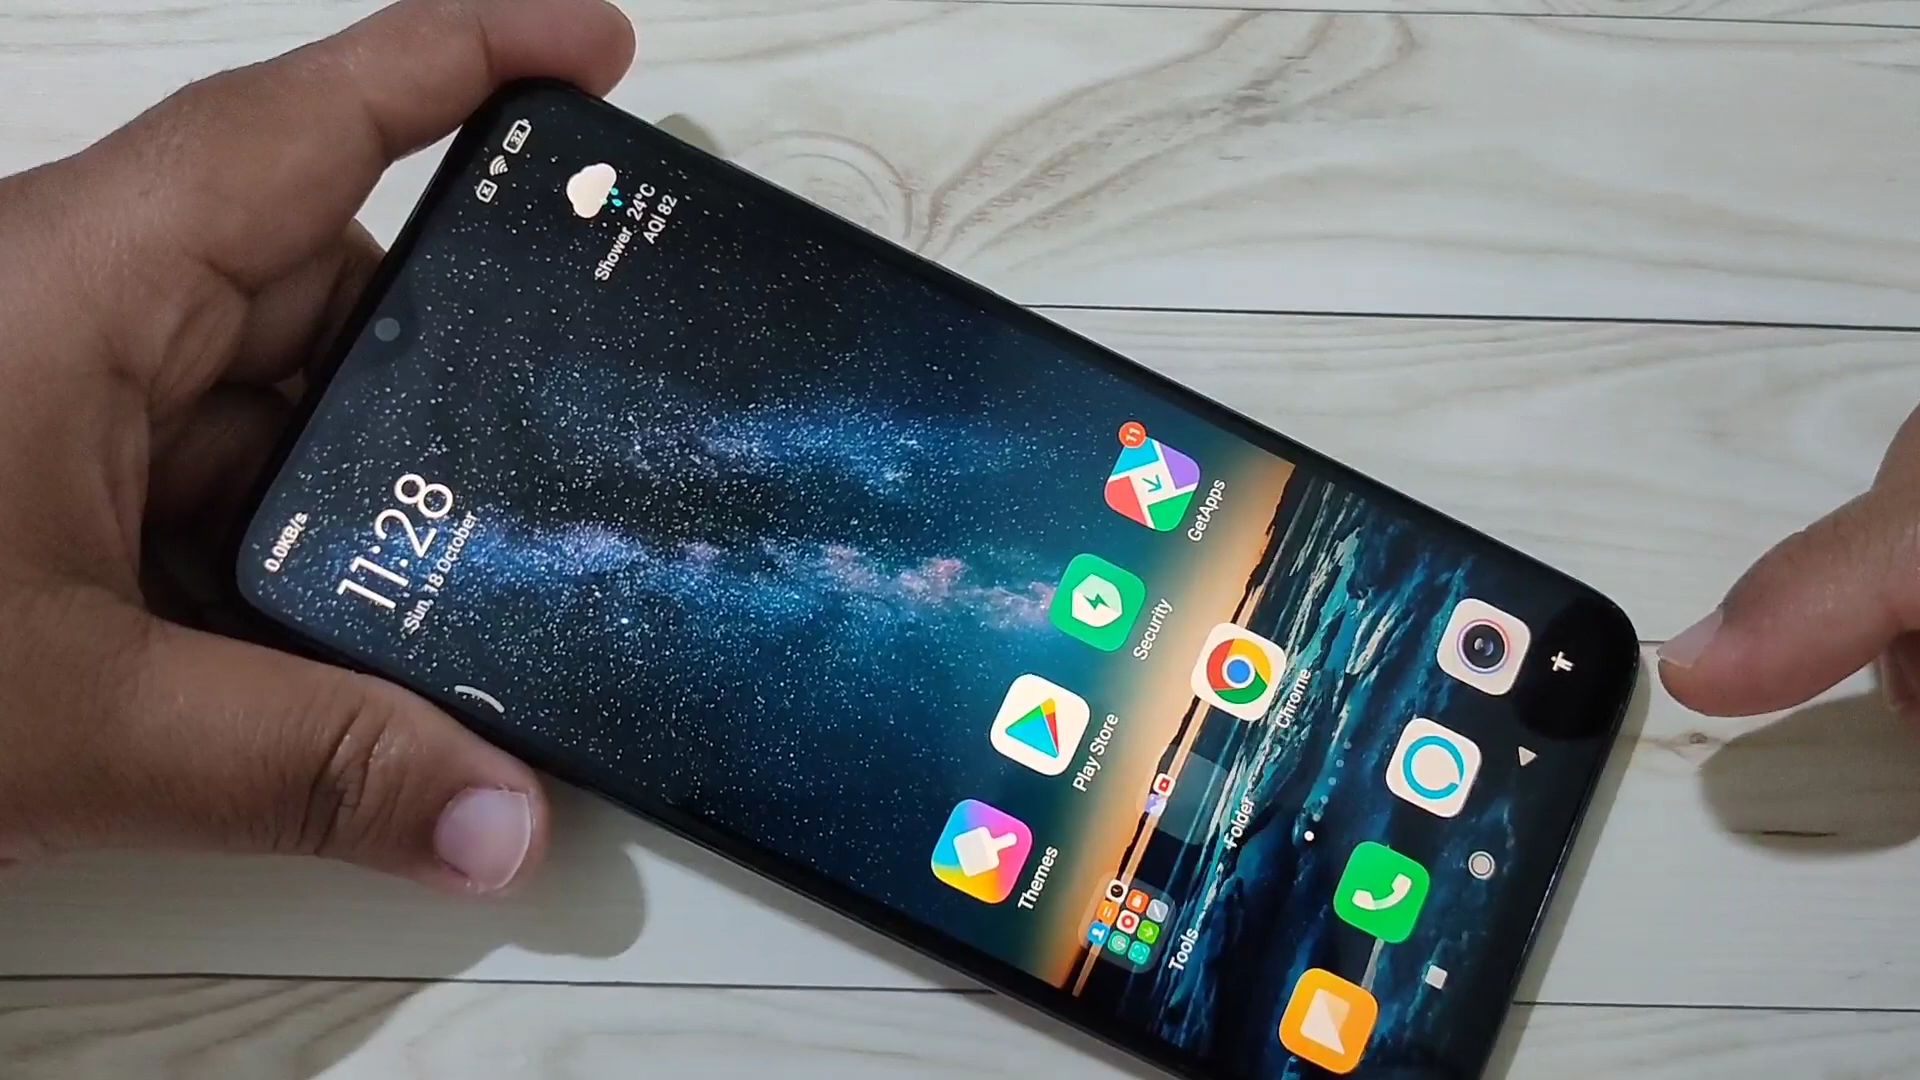 0.0KB/s
32
11:28
Sun, 18 October
Shower 24°C
AQI 82
Themes
Play Store
Security
11
GetApps
Tools
Folder
Chrome